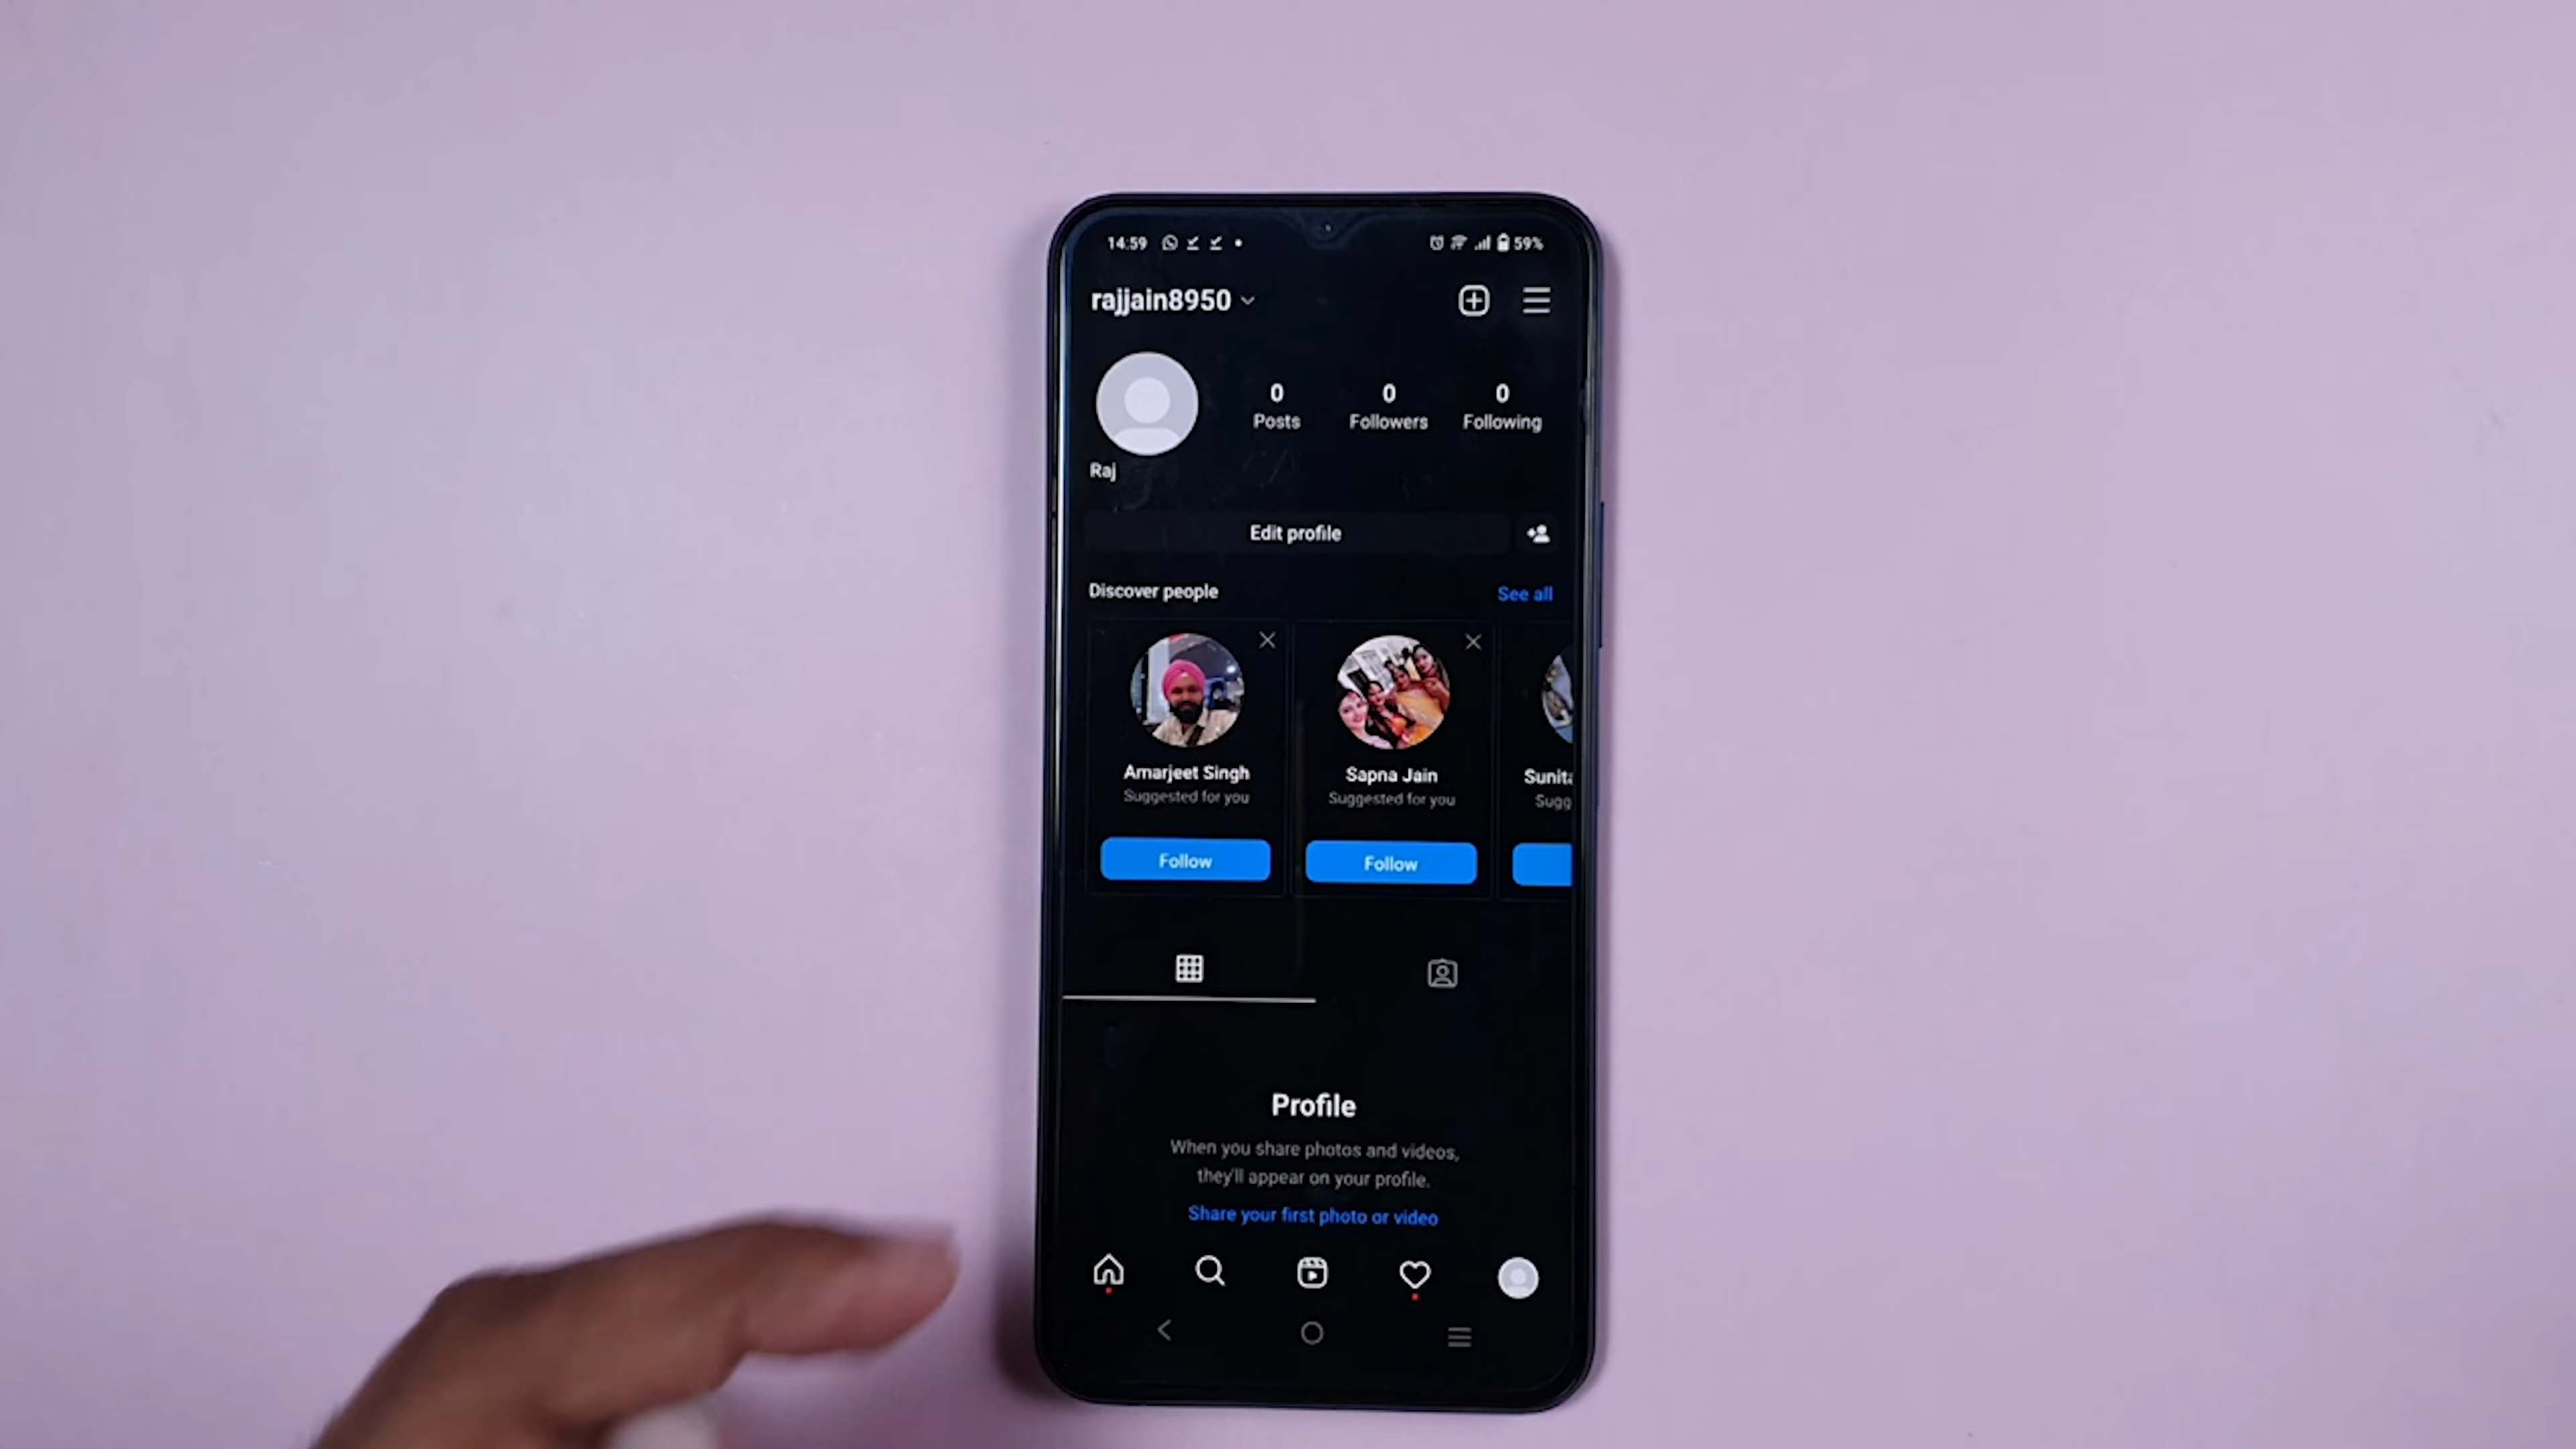 14:59 59%
rajjain8950
0 0 0
Posts Followers Following
Raj
Edit profile
Discover people See all
Amarjeet Singh Sapna Jain
Suggested for you Suggested for you
Follow Follow
Profile
When you share photos and videos,
they'll appear on your profile.
Share your first photo or video